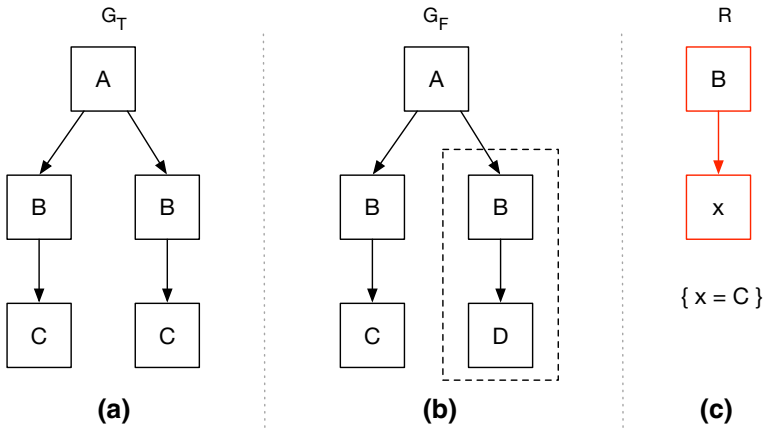 G_T G_F R
A A B
B B B B x
{ x = C }
C C C D
(a) (b) (c)